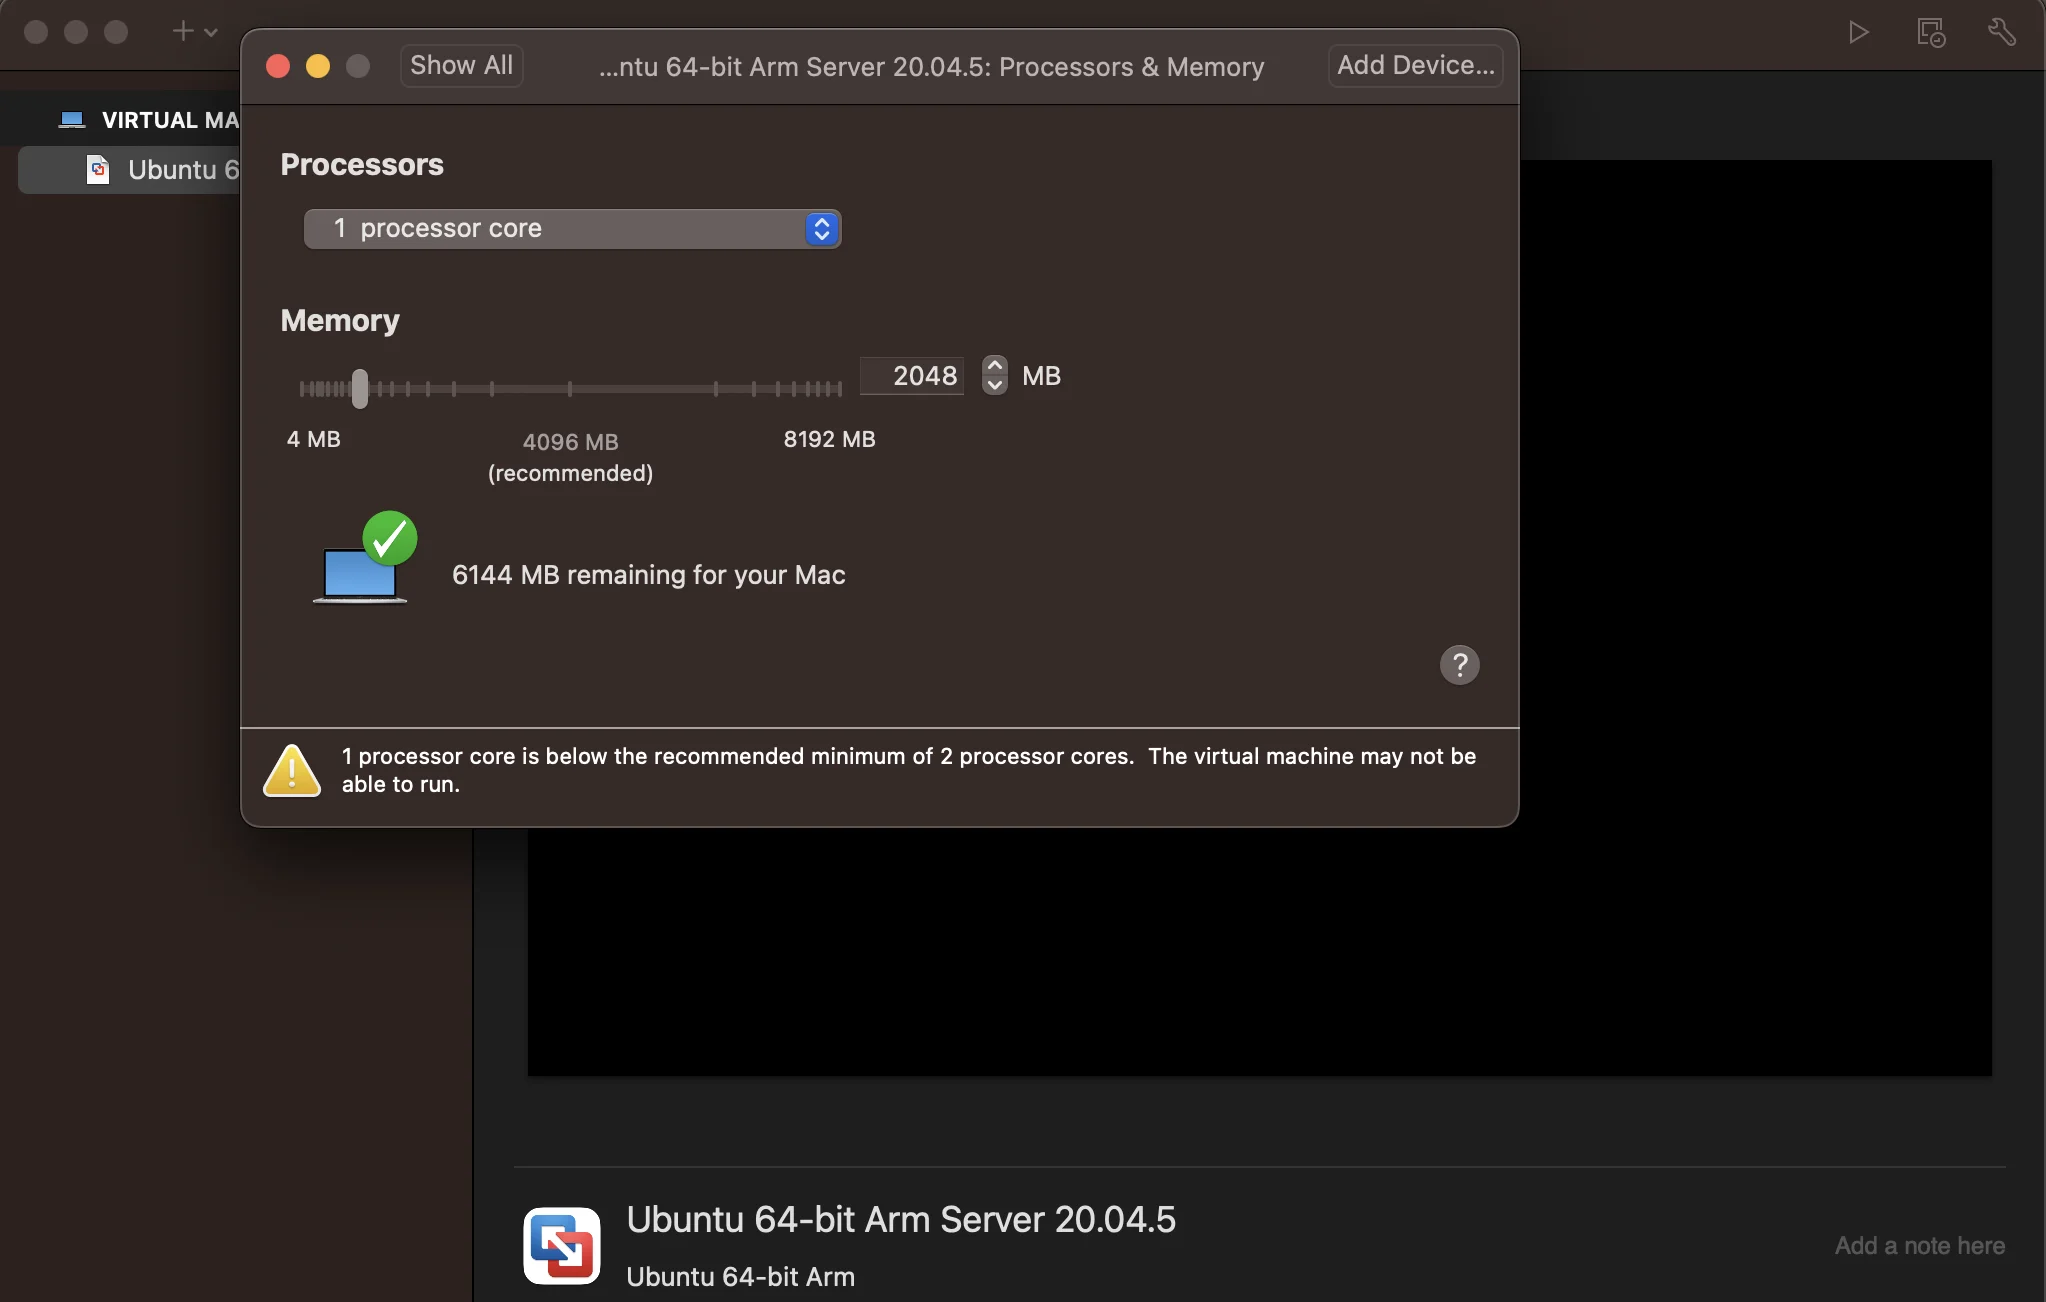 Show All
...ntu 64-bit Arm Server 20.04.5: Processors & Memory
Add Device...
VIRTUAL MA
Ubuntu 6
Processors
1 processor core
Memory
2048 MB
4 MB
4096 MB
8192 MB
(recommended)
6144 MB remaining for your Mac
?
1 processor core is below the recommended minimum of 2 processor cores. The virtual machine may not be
able to run.
Ubuntu 64-bit Arm Server 20.04.5
Add a note here
Ubuntu 64-bit Arm